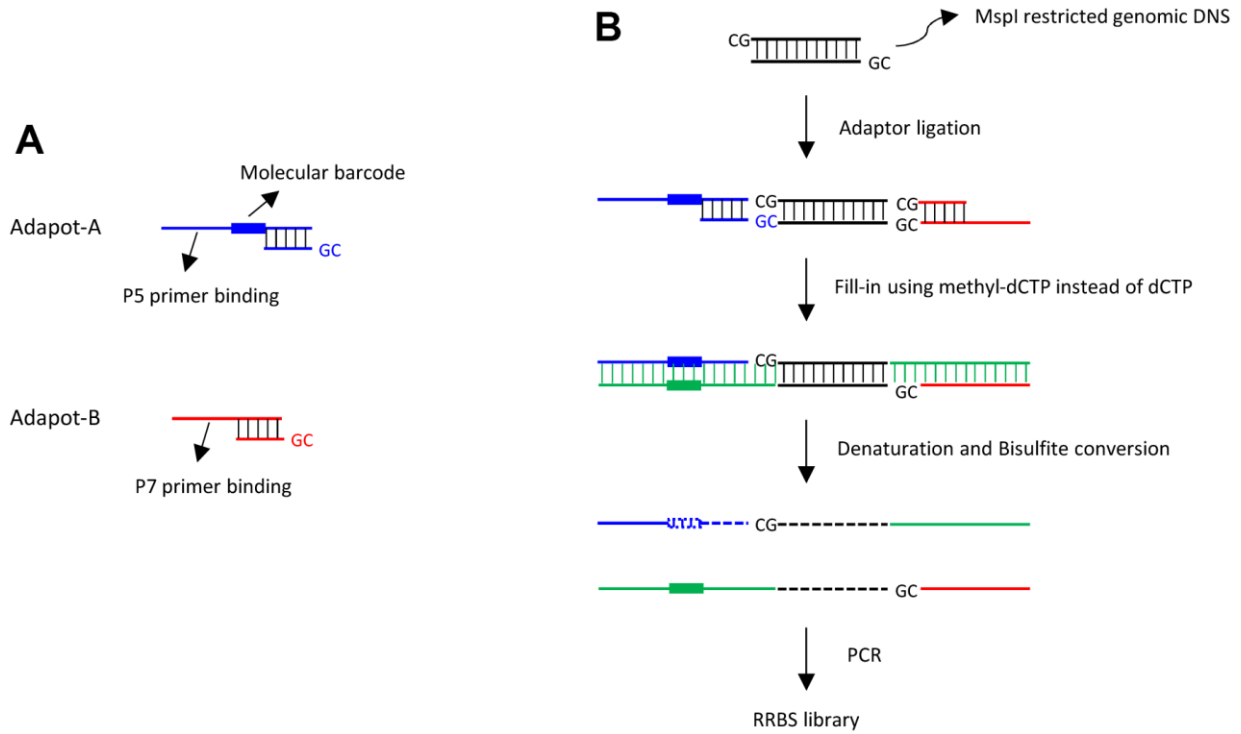 A
Molecular barcode
Adapot-A
GC
P5 primer binding
Adapot-B
GC
P7 primer binding
B
MspI restricted genomic DNS
CG
GC
Adaptor ligation
CG
CG
GC
GC
Fill-in using methyl-dCTP instead of dCTP
CG
GC
Denaturation and Bisulfite conversion
CG
GC
PCR
RRBS library